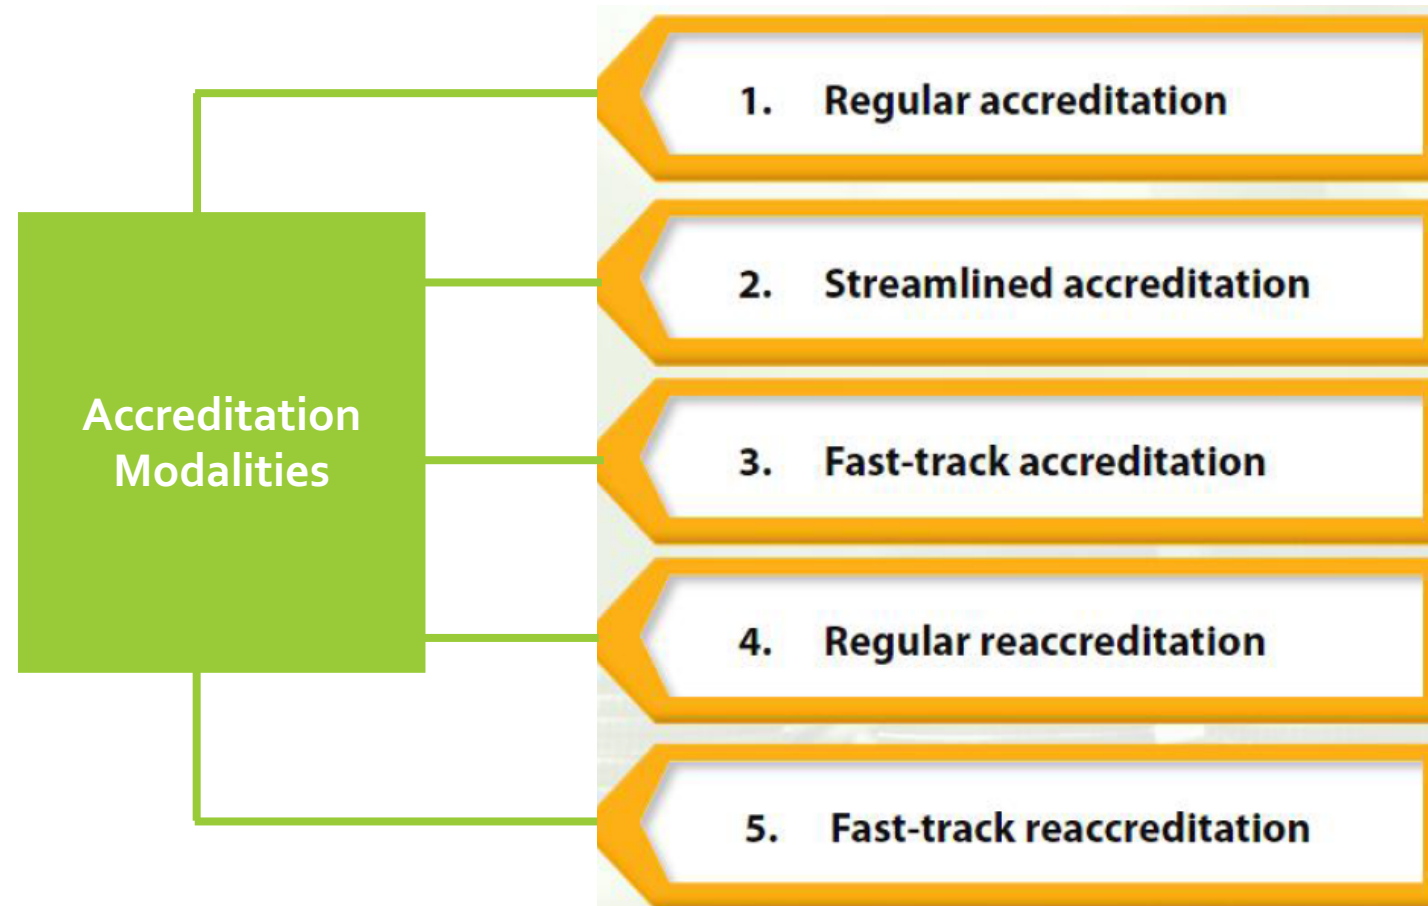 Accreditation
Modalities
1. Regular accreditation
2. Streamlined accreditation
3. Fast-track accreditation
4. Regular reaccreditation
5. Fast-track reaccreditation